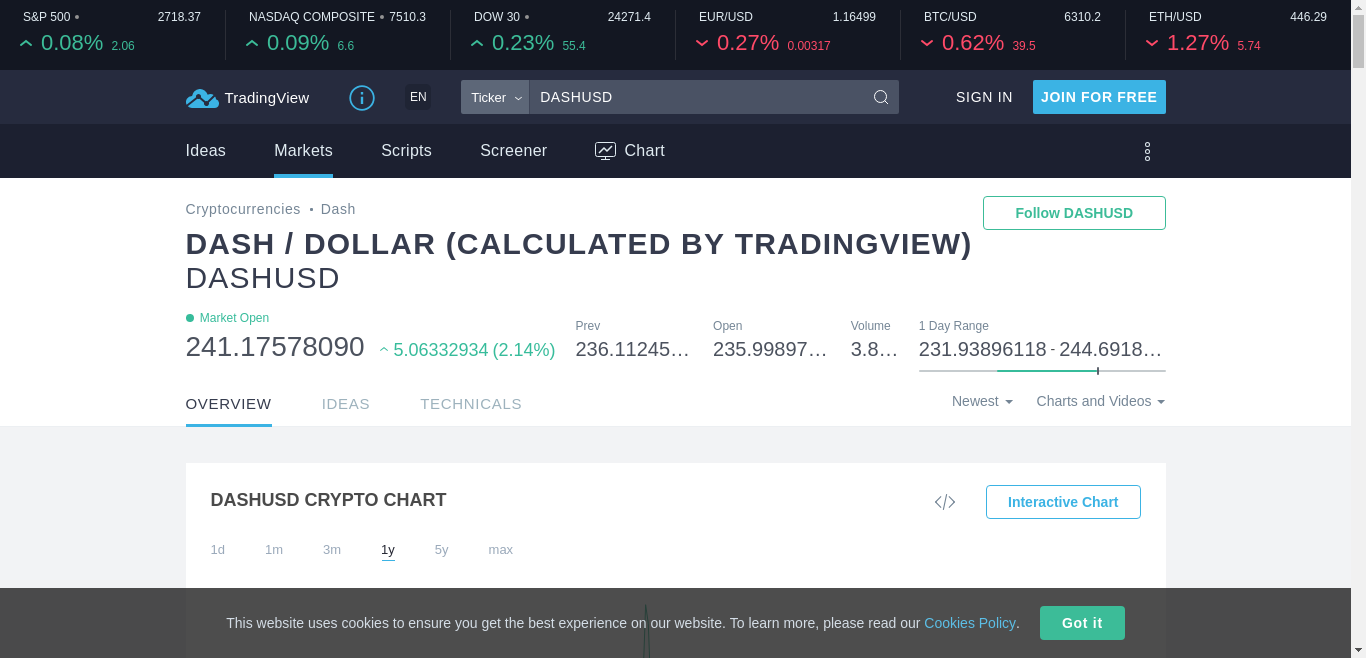 S&P 500 • 2718.37
0.08% 2.06
NASDAQ COMPOSITE • 7510.3
0.09% 6.6
DOW 30 • 24271.4
0.23% 55.4
EUR/USD 1.16499
0.27% 0.00317
BTC/USD 6310.2
0.62% 39.5
ETH/USD 446.29
1.27% 5.74
TradingView
EN
Ticker DASHUSD
SIGN IN JOIN FOR FREE
Ideas Markets Scripts Screener Chart
Cryptocurrencies • Dash
Follow DASHUSD
DASH / DOLLAR (CALCULATED BY TRADINGVIEW)
DASHUSD
Market Open
241.17578090 5.06332934 (2.14%)
Prev
236.11245…
Open
235.99897…
Volume
3.8…
1 Day Range
231.93896118 - 244.6918…
OVERVIEW IDEAS TECHNICALS
Newest Charts and Videos
DASHUSD CRYPTO CHART
Interactive Chart
1d 1m 3m 1y 5y max
This website uses cookies to ensure you get the best experience on our website. To learn more, please read our Cookies Policy. Got it